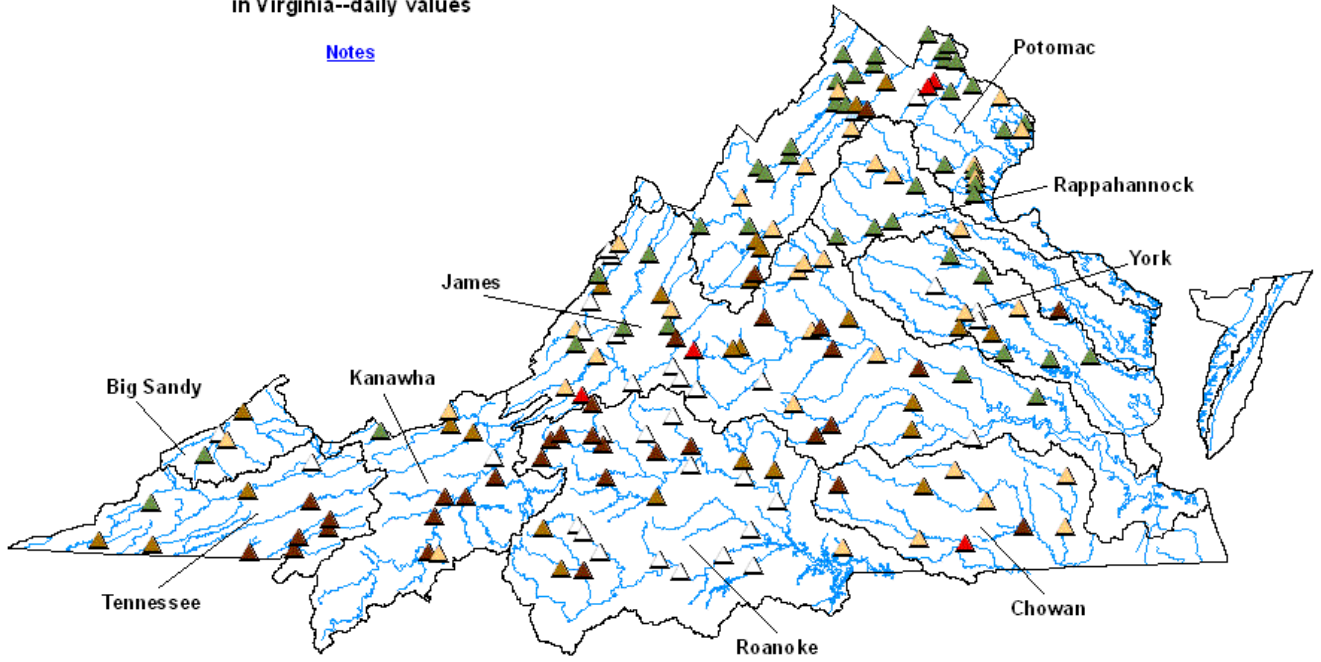 in Virginia--daily values
Notes
Potomac
Rappahannock
York
James
Kanawha
Big Sandy
Tennessee
Chowan
Roanoke